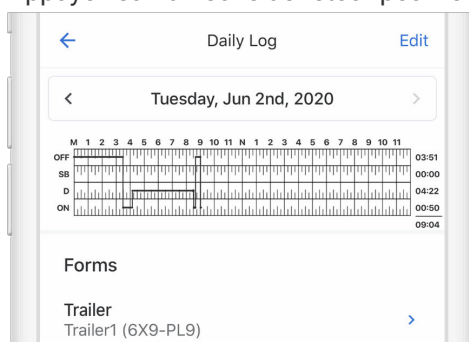 Daily Log
Edit
Tuesday, Jun 2nd, 2020
M 1 2 3 4 5 6 7 8 9 10 11 N 1 2 3 4 5 6 7 8 9 10 11
OFF 03:51
SB 00:00
D 04:22
ON 00:50
09:04
Forms
Trailer
Trailer1 (6X9-PL9)